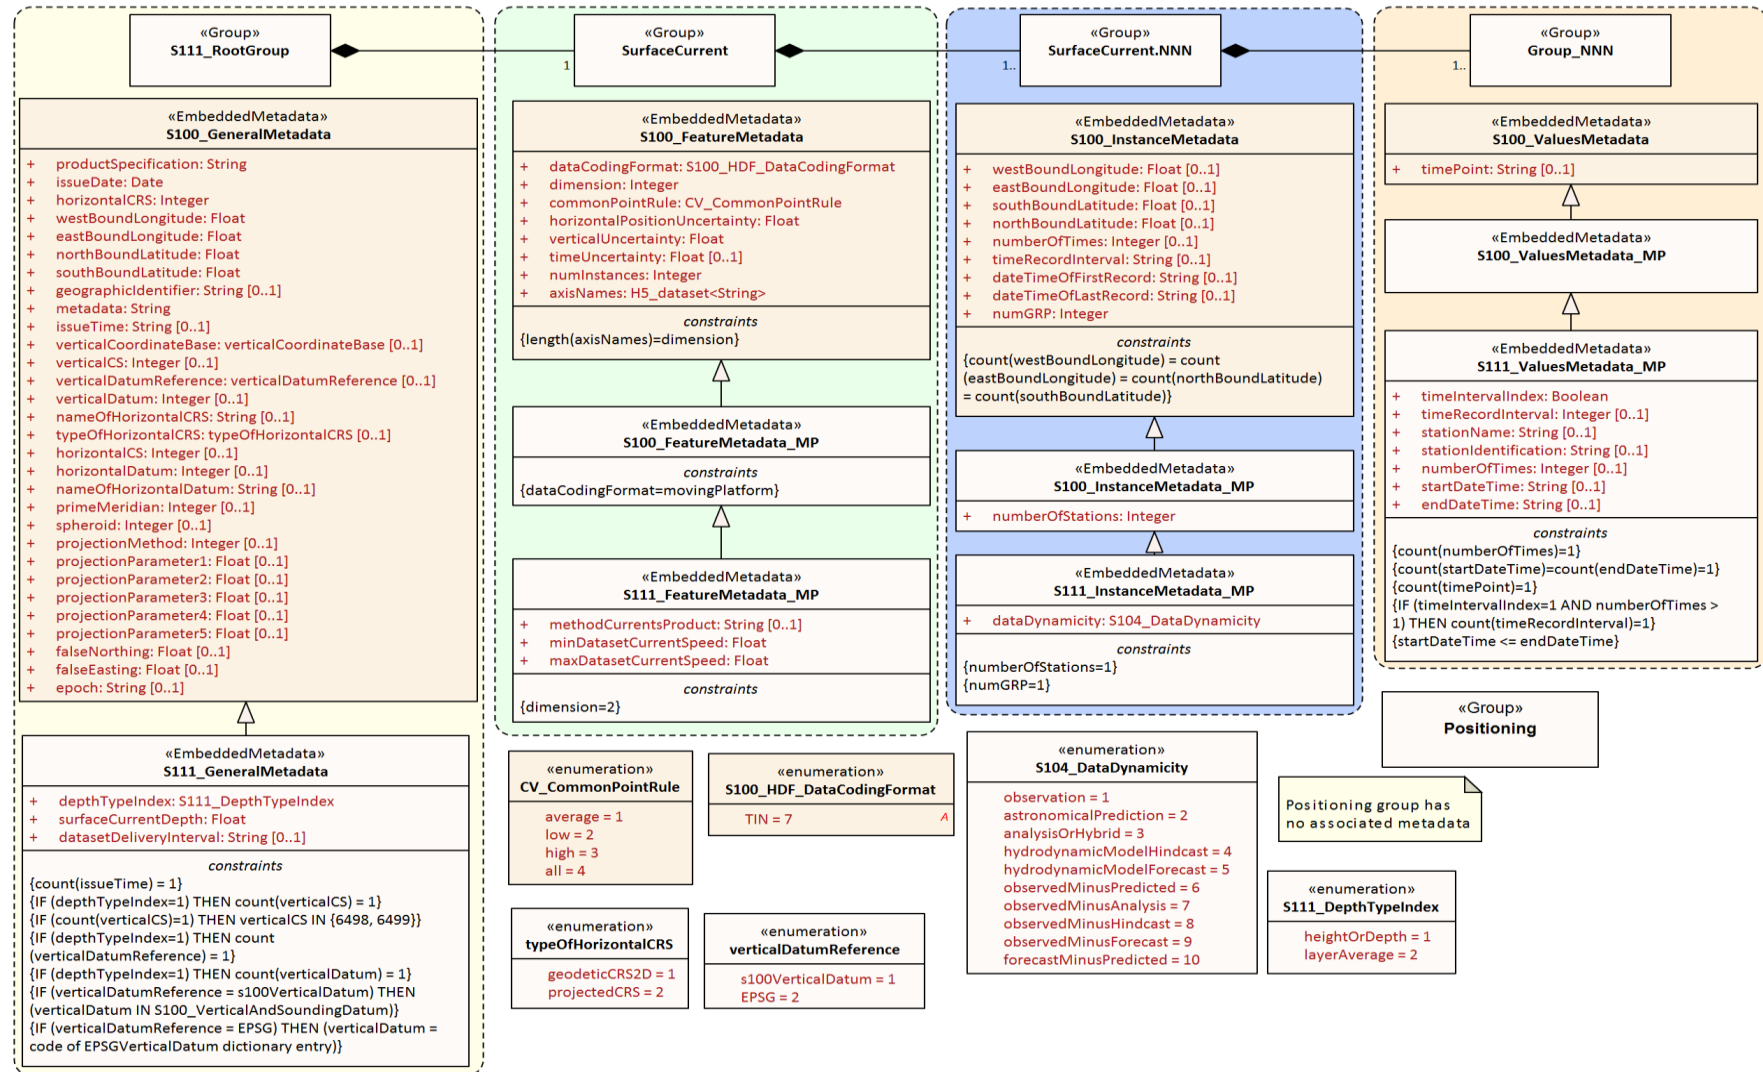 «Group»
S111_RootGroup
1
«EmbeddedMetadata»
S100_GeneralMetadata
+ productSpecification: String
+ issueDate: Date
+ horizontalCRS: Integer
+ westBoundLongitude: Float
+ eastBoundLongitude: Float
+ northBoundLatitude: Float
+ southBoundLatitude: Float
+ geographicIdentifier: String [0..1]
+ metadata: String
+ issueTime: String [0..1]
+ verticalCoordinateBase: verticalCoordinateBase [0..1]
+ verticalCS: Integer [0..1]
+ verticalDatumReference: verticalDatumReference [0..1]
+ verticalDatum: Integer [0..1]
+ nameOfHorizontalCRS: String [0..1]
+ typeOfHorizontalCRS: typeOfHorizontalCRS [0..1]
+ horizontalCS: Integer [0..1]
+ horizontalDatum: Integer [0..1]
+ nameOfHorizontalDatum: String [0..1]
+ primeMeridian: Integer [0..1]
+ spheroid: Integer [0..1]
+ projectionMethod: Integer [0..1]
+ projectionParameter1: Float [0..1]
+ projectionParameter2: Float [0..1]
+ projectionParameter3: Float [0..1]
+ projectionParameter4: Float [0..1]
+ projectionParameter5: Float [0..1]
+ falseNorthing: Float [0..1]
+ falseEasting: Float [0..1]
+ epoch: String [0..1]
«EmbeddedMetadata»
S111_GeneralMetadata
+ depthTypeIndex: S111_DepthTypeIndex
+ surfaceCurrentDepth: Float
+ datasetDeliveryInterval: String [0..1]
constraints
{count(issueTime) = 1}
{IF (depthTypeIndex=1) THEN count(verticalCS) = 1}
{IF (count(verticalCS)=1) THEN verticalCS IN {6498, 6499}}
{IF (depthTypeIndex=1) THEN count
(verticalDatumReference) = 1}
{IF (depthTypeIndex=1) THEN count(verticalDatum) = 1}
{IF (verticalDatumReference = s100VerticalDatum) THEN
(verticalDatum IN S100_VerticalAndSoundingDatum)}
{IF (verticalDatumReference = EPSG) THEN (verticalDatum =
code of EPSGVerticalDatum dictionary entry)}
«Group»
SurfaceCurrent
1..
«EmbeddedMetadata»
S100_FeatureMetadata
+ dataCodingFormat: S100_HDF_DataCodingFormat
+ dimension: Integer
+ commonPointRule: CV_CommonPointRule
+ horizontalPositionUncertainty: Float
+ verticalUncertainty: Float
+ timeUncertainty: Float [0..1]
+ numInstances: Integer
+ axisNames: H5_dataset<String>
constraints
{length(axisNames)=dimension}
«EmbeddedMetadata»
S100_FeatureMetadata_MP
constraints
{dataCodingFormat=movingPlatform}
«EmbeddedMetadata»
S111_FeatureMetadata_MP
+ methodCurrentsProduct: String [0..1]
+ minDatasetCurrentSpeed: Float
+ maxDatasetCurrentSpeed: Float
constraints
{dimension=2}
«Group»
SurfaceCurrent.NNN
1..
«EmbeddedMetadata»
S100_InstanceMetadata
+ westBoundLongitude: Float [0..1]
+ eastBoundLongitude: Float [0..1]
+ southBoundLatitude: Float [0..1]
+ northBoundLatitude: Float [0..1]
+ numberOfTimes: Integer [0..1]
+ timeRecordInterval: String [0..1]
+ dateTimeOfFirstRecord: String [0..1]
+ dateTimeOfLastRecord: String [0..1]
+ numGRP: Integer
constraints
{count(westBoundLongitude) = count
(eastBoundLongitude) = count(northBoundLatitude)
= count(southBoundLatitude)}
«EmbeddedMetadata»
S100_InstanceMetadata_MP
+ numberOfStations: Integer
«EmbeddedMetadata»
S111_InstanceMetadata_MP
+ dataDynamicity: S104_DataDynamicity
constraints
{numberOfStations=1}
{numGRP=1}
«Group»
Group_NNN
«EmbeddedMetadata»
S100_ValuesMetadata
+ timePoint: String [0..1]
«EmbeddedMetadata»
S100_ValuesMetadata_MP
«EmbeddedMetadata»
S111_ValuesMetadata_MP
+ timeIntervalIndex: Boolean
+ timeRecordInterval: Integer [0..1]
+ stationName: String [0..1]
+ stationIdentification: String [0..1]
+ numberOfTimes: Integer [0..1]
+ startDateTime: String [0..1]
+ endDateTime: String [0..1]
constraints
{count(numberOfTimes)=1}
{count(startDateTime)=count(endDateTime)=1}
{count(timePoint)=1}
{IF (timeIntervalIndex=1 AND numberOfTimes >
1) THEN count(timeRecordInterval)=1}
{startDateTime <= endDateTime}
«Group»
Positioning
Positioning group has
no associated metadata
«enumeration»
CV_CommonPointRule
average = 1
low = 2
high = 3
all = 4
«enumeration»
S100_HDF_DataCodingFormat
TIN = 7
A
«enumeration»
typeOfHorizontalCRS
geodeticCRS2D = 1
projectedCRS = 2
«enumeration»
verticalDatumReference
s100VerticalDatum = 1
EPSG = 2
«enumeration»
S104_DataDynamicity
observation = 1
astronomicalPrediction = 2
analysisOrHybrid = 3
hydrodynamicModelHindcast = 4
hydrodynamicModelForecast = 5
observedMinusPredicted = 6
observedMinusAnalysis = 7
observedMinusHindcast = 8
observedMinusForecast = 9
forecastMinusPredicted = 10
«enumeration»
S111_DepthTypeIndex
heightOrDepth = 1
layerAverage = 2